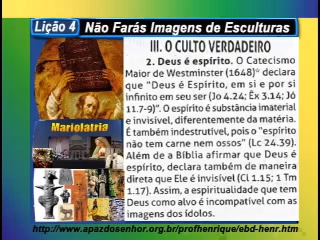 Lição 4 Não Farás Imagens de Esculturas
III. O CULTO VERDADEIRO
2. Deus é espírito. O Catecismo
Maior de Westminster (1648)* declara
que "Deus é Espírito, em si e por si
infinito em seu ser (Jo 4.24; Êx 3.14; Jó
11.7-9)". O espírito é substância imaterial
e invisível, diferentemente da matéria.
É também indestrutível, pois o "espírito
não tem carne nem ossos" (Lc 24.39).
Além de a Bíblia afirmar que Deus é
espírito, declara também de maneira
direta que Ele é invisível (Cl 1.15; 1 Tm
1.17). Assim, a espiritualidade que tem
Deus como alvo é incompatível com as
imagens dos ídolos.
Mariolatria
http://www.apazdosenhor.org.br/profhenrique/ebd-henr.htm